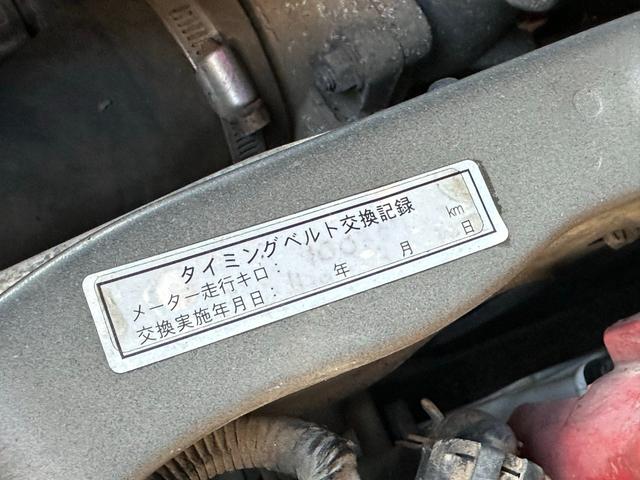 タイミングベルト交換記録
メーター走行キロ： km
交換実施年月日： 年 月 日